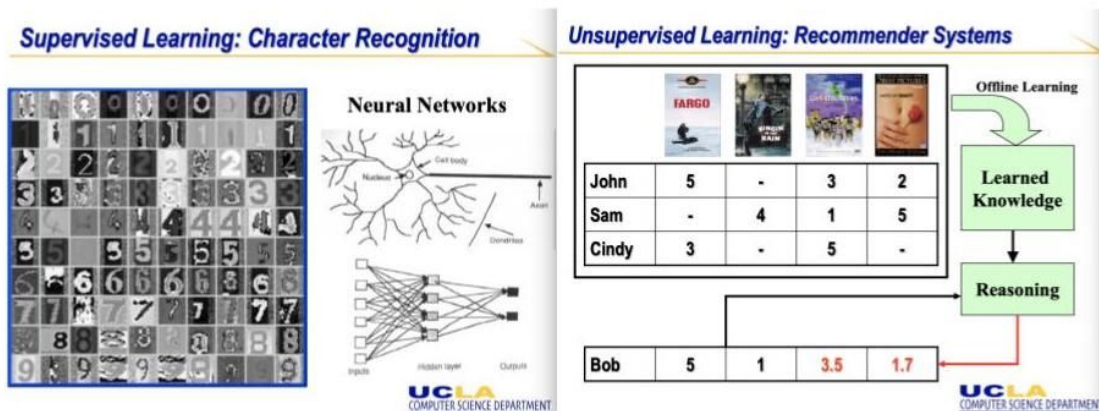 Supervised Learning: Character Recognition
Neural Networks
Cell body
Nucleus
Axon
Dendrites
Inputs
Hidden layer
Outputs
UCLA
COMPUTER SCIENCE DEPARTMENT
Unsupervised Learning: Recommender Systems
FARGO
Offline Learning
John 5 - 3 2
Sam - 4 1 5
Cindy 3 - 5 -
Learned
Knowledge
Reasoning
Bob 5 1 3.5 1.7
UCLA
COMPUTER SCIENCE DEPARTMENT